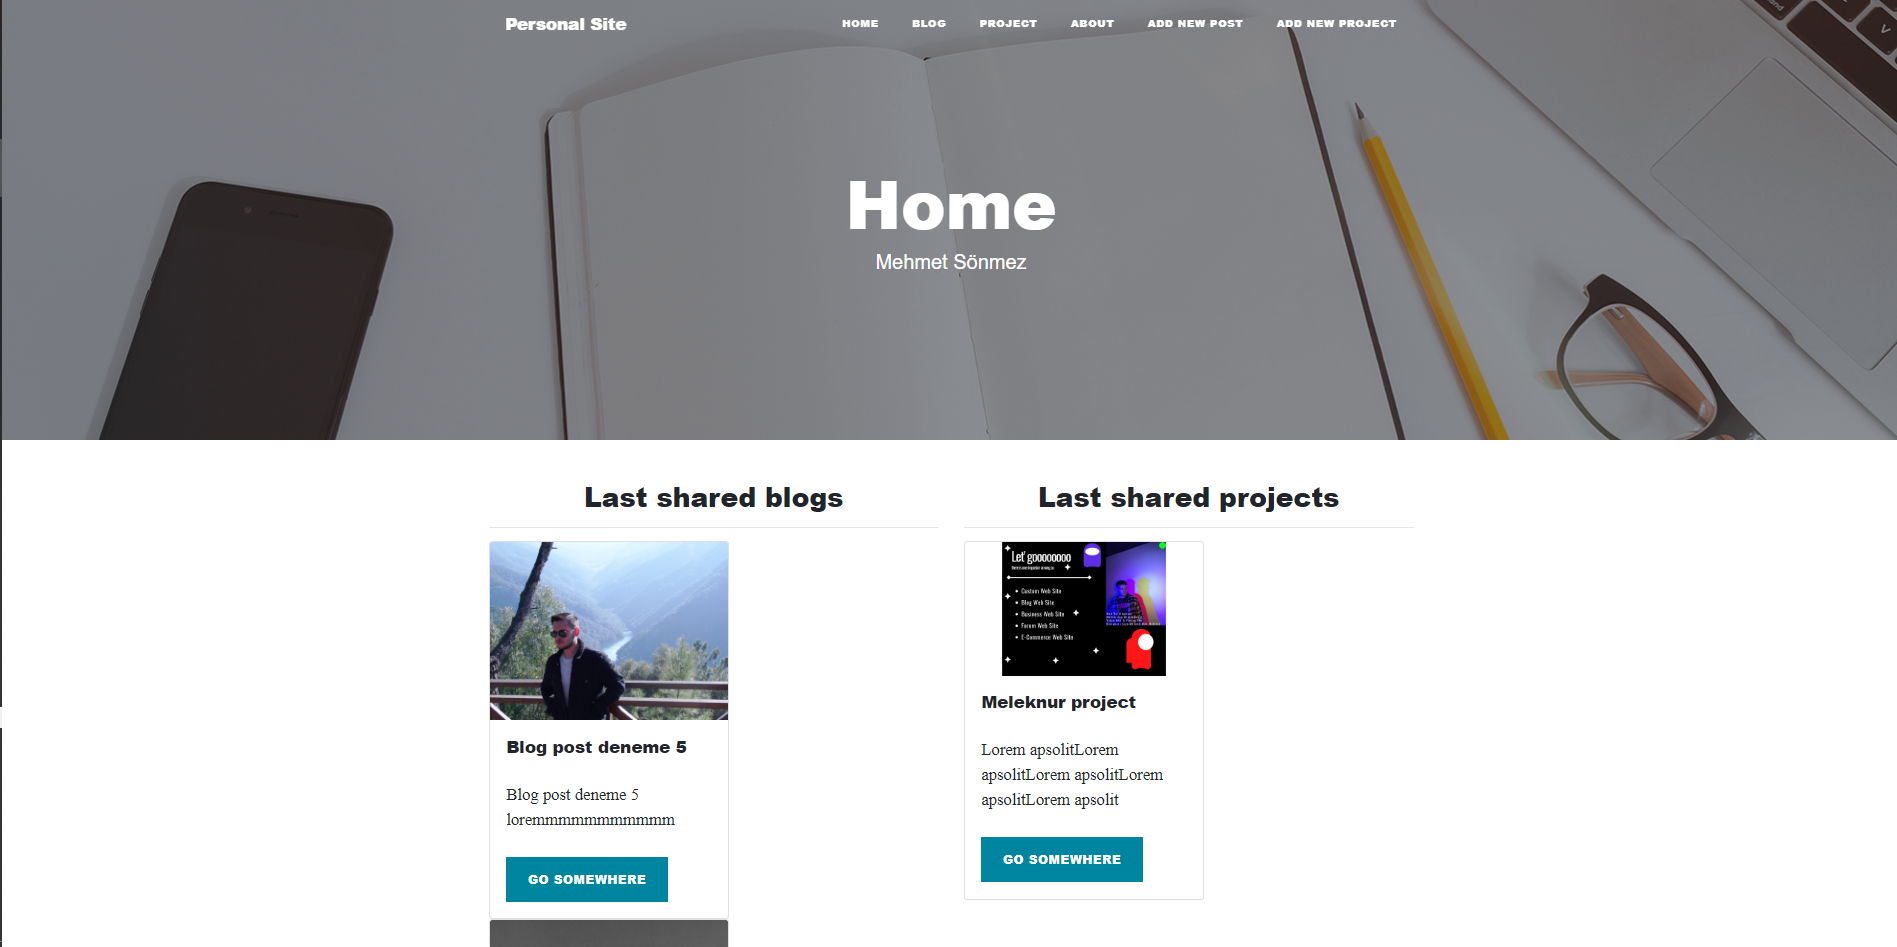 Personal Site
HOME
BLOG
PROJECT
ABOUT
ADD NEW POST
ADD NEW PROJECT
Home
Mehmet Sönmez
Last shared blogs
Blog post deneme 5
Blog post deneme 5
loremmmmmmmmmmm
GO SOMEWHERE
Last shared projects
Let' gooooooooo
Custom Web Site
Blog Web Site
Business Web Site
Forum Web Site
E-Commerce Web Site
Meleknur project
Lorem apsolitLorem
apsolitLorem apsolitLorem
apsolitLorem apsolit
GO SOMEWHERE